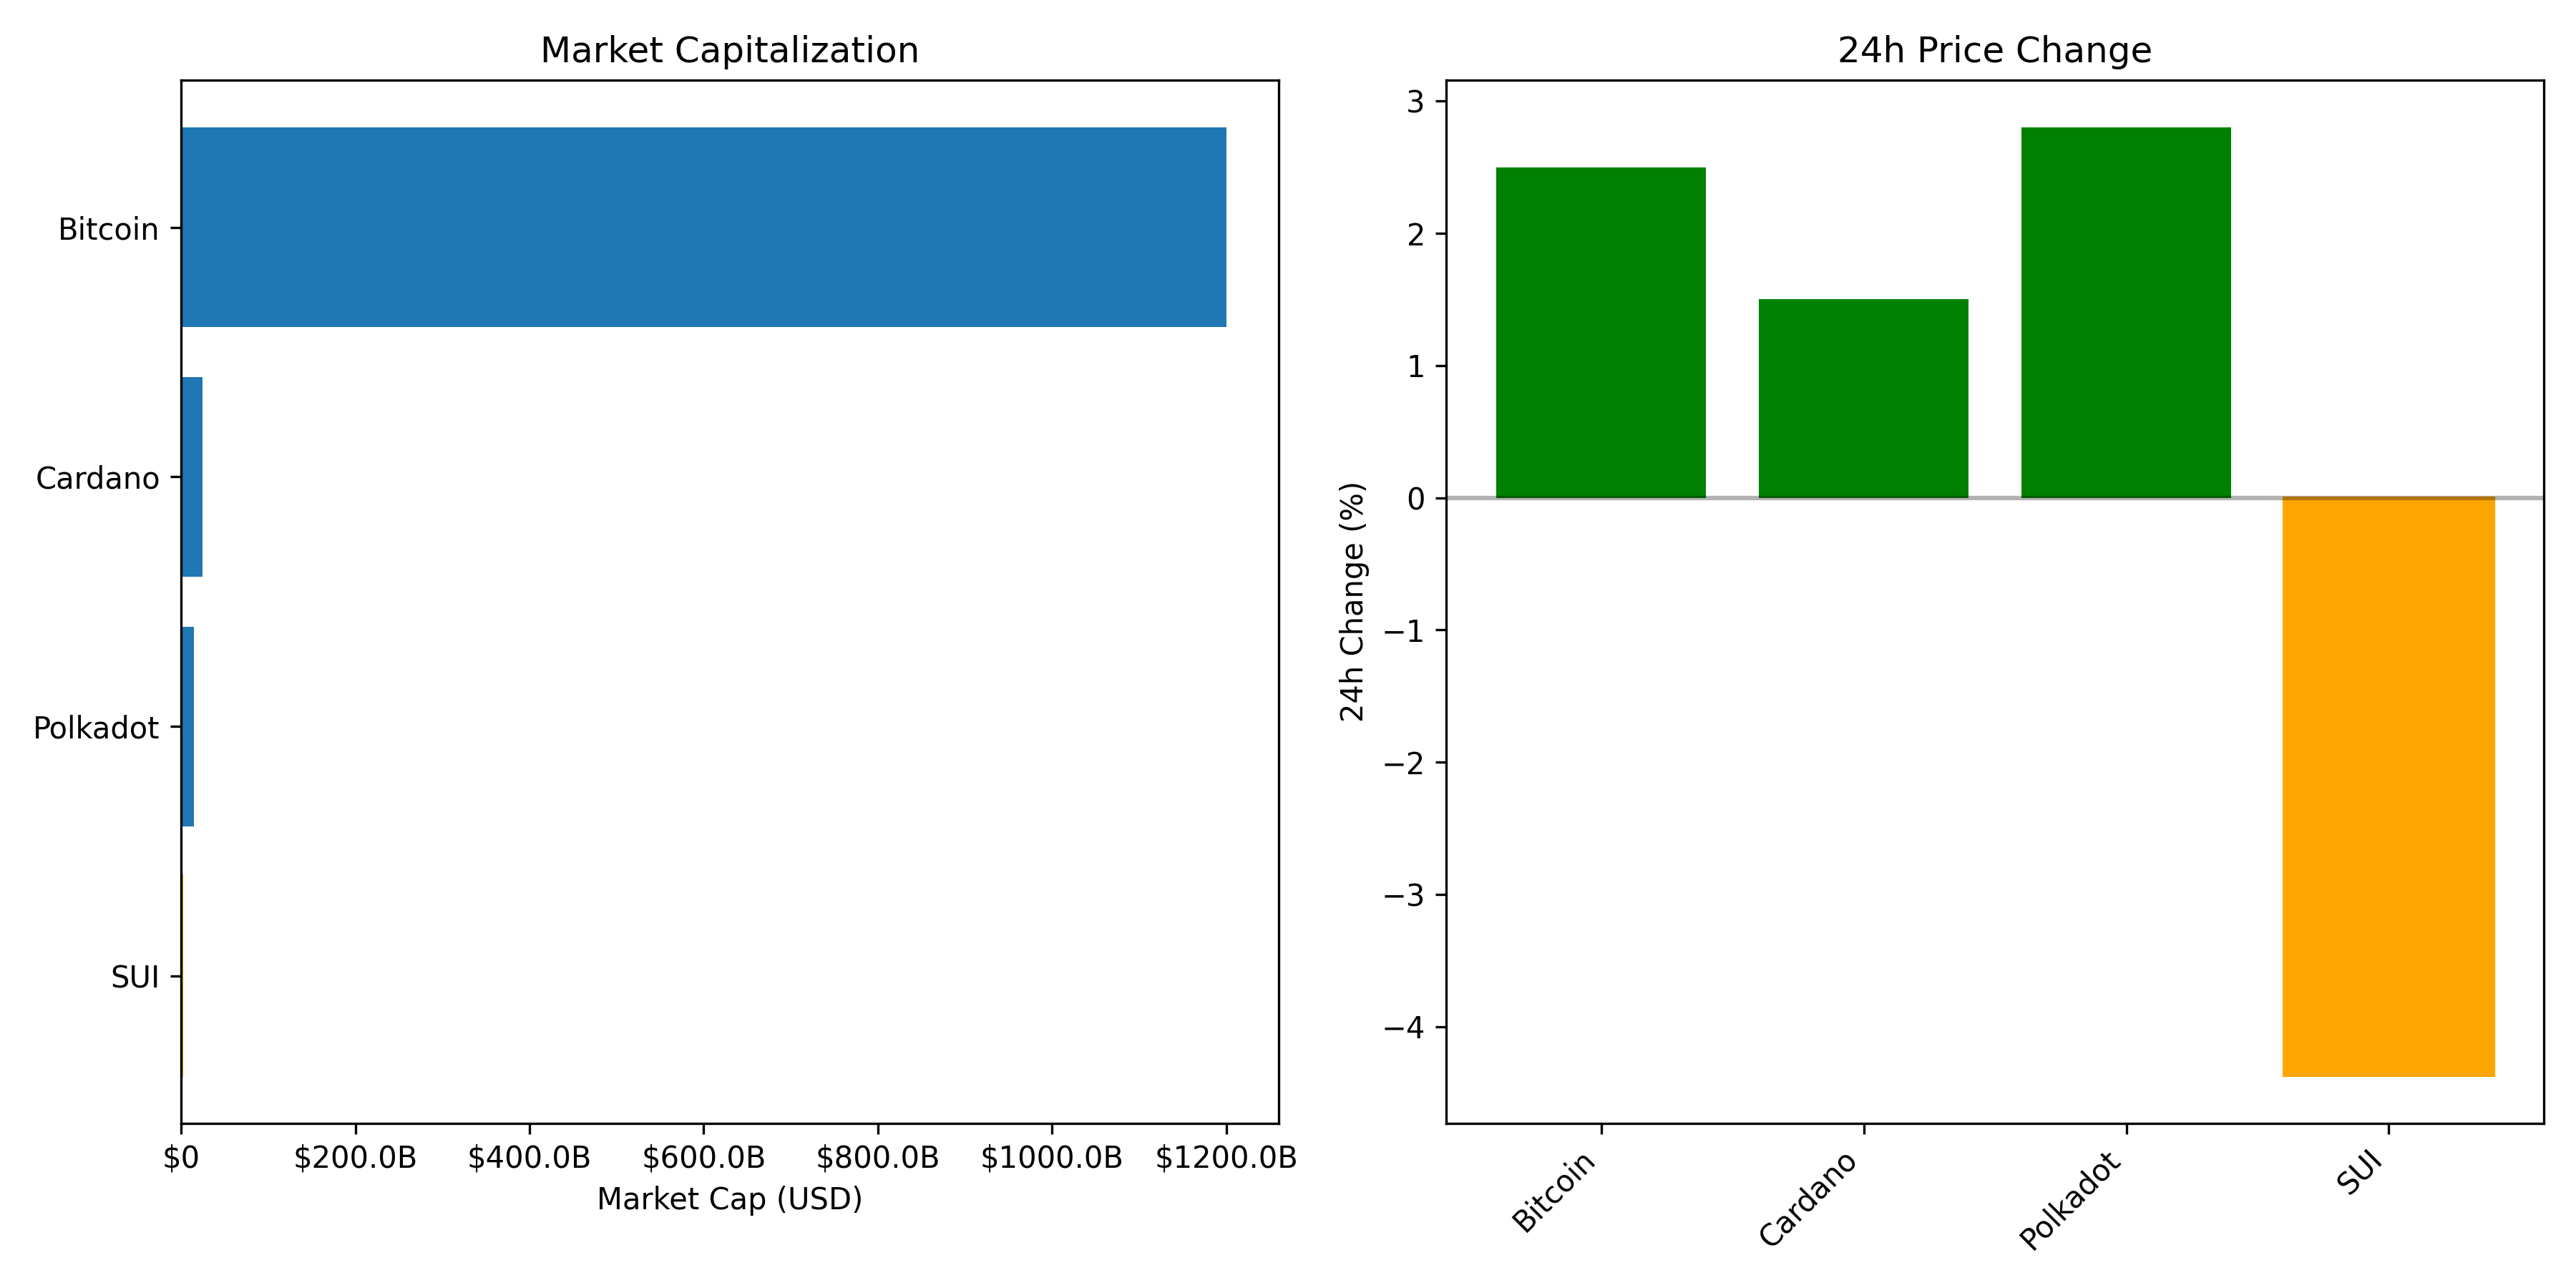 Market Capitalization
Bitcoin
Cardano
Polkadot
SUI
$0 $200.0B $400.0B $600.0B $800.0B $1000.0B $1200.0B
Market Cap (USD)
24h Price Change
24h Change (%)
3
2
1
0
−1
−2
−3
−4
Bitcoin Cardano Polkadot SUI